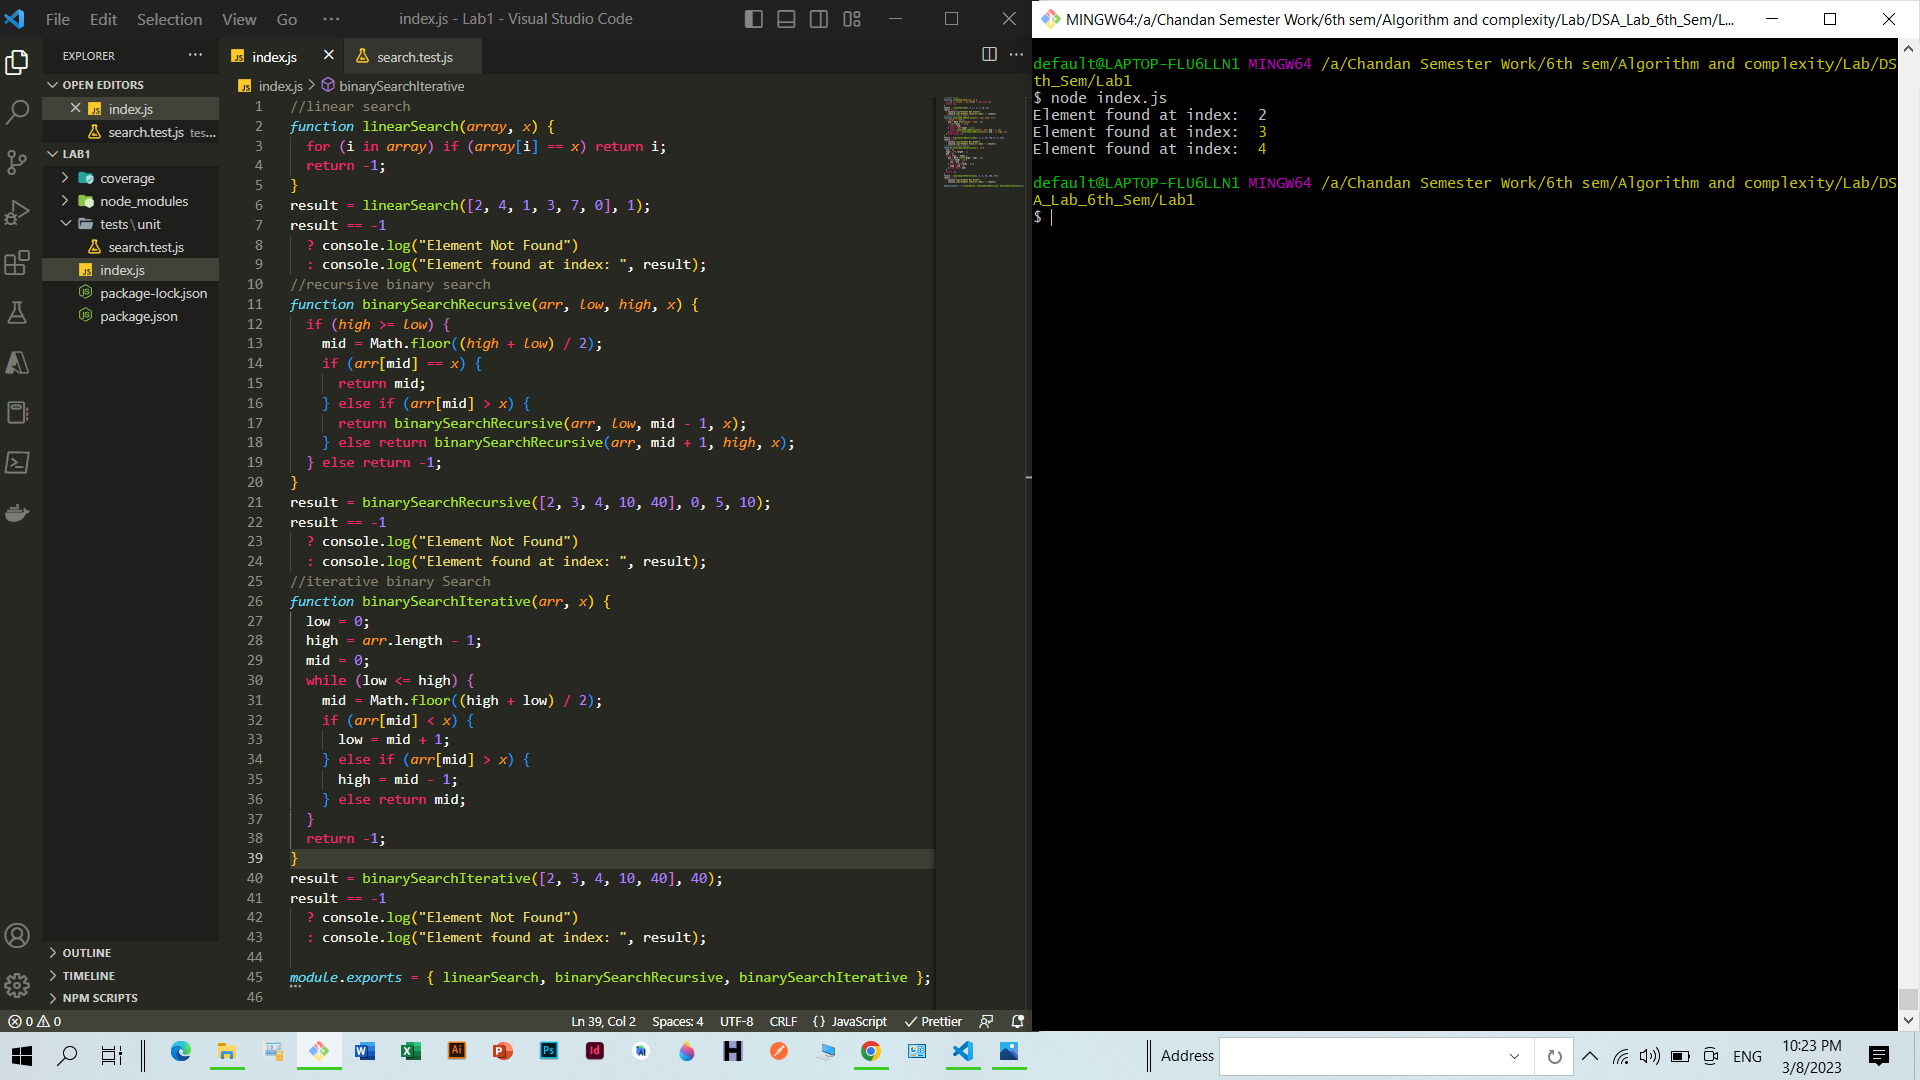 File Edit Selection View Go ··· index.js - Lab1 - Visual Studio Code
EXPLORER ···
OPEN EDITORS
index.js
search.test.js tes...
LAB1
coverage
node_modules
tests\unit
search.test.js
index.js
package-lock.json
package.json
OUTLINE
TIMELINE
NPM SCRIPTS
index.js search.test.js
index.js > binarySearchIterative
1 //linear search
2 function linearSearch(array, x) {
3 for (i in array) if (array[i] == x) return i;
4 return -1;
5 }
6 result = linearSearch([2, 4, 1, 3, 7, 0], 1);
7 result == -1
8 ? console.log("Element Not Found")
9 : console.log("Element found at index: ", result);
10 //recursive binary search
11 function binarySearchRecursive(arr, low, high, x) {
12 if (high >= low) {
13 mid = Math.floor((high + low) / 2);
14 if (arr[mid] == x) {
15 return mid;
16 } else if (arr[mid] > x) {
17 return binarySearchRecursive(arr, low, mid - 1, x);
18 } else return binarySearchRecursive(arr, mid + 1, high, x);
19 } else return -1;
20 }
21 result = binarySearchRecursive([2, 3, 4, 10, 40], 0, 5, 10);
22 result == -1
23 ? console.log("Element Not Found")
24 : console.log("Element found at index: ", result);
25 //iterative binary Search
26 function binarySearchIterative(arr, x) {
27 low = 0;
28 high = arr.length - 1;
29 mid = 0;
30 while (low <= high) {
31 mid = Math.floor((high + low) / 2);
32 if (arr[mid] < x) {
33 low = mid + 1;
34 } else if (arr[mid] > x) {
35 high = mid - 1;
36 } else return mid;
37 }
38 return -1;
39 }
40 result = binarySearchIterative([2, 3, 4, 10, 40], 40);
41 result == -1
42 ? console.log("Element Not Found")
43 : console.log("Element found at index: ", result);
44
45 module.exports = { linearSearch, binarySearchRecursive, binarySearchIterative };
46
0 0 Ln 39, Col 2 Spaces: 4 UTF-8 CRLF {} JavaScript Prettier
MINGW64:/a/Chandan Semester Work/6th sem/Algorithm and complexity/Lab/DSA_Lab_6th_Sem/L...
default@LAPTOP-FLU6LLN1 MINGW64 /a/Chandan Semester Work/6th sem/Algorithm and complexity/Lab/DS
th_Sem/Lab1
$ node index.js
Element found at index:  2
Element found at index:  3
Element found at index:  4
default@LAPTOP-FLU6LLN1 MINGW64 /a/Chandan Semester Work/6th sem/Algorithm and complexity/Lab/DS
A_Lab_6th_Sem/Lab1
$
Address ENG 10:23 PM
3/8/2023